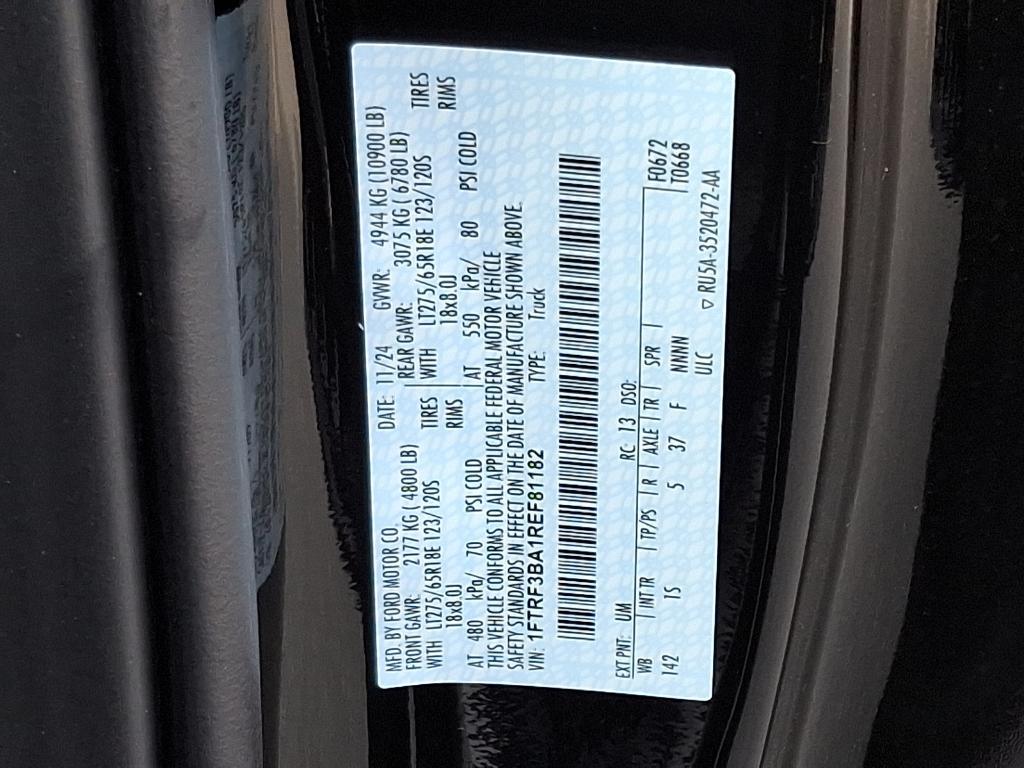 MFD. BY FORD MOTOR CO. DATE: 11/24 GVWR: 4944 KG (10900 LB)
FRONT GAWR: 2177 KG ( 4800 LB) REAR GAWR: 3075 KG ( 6780 LB)
WITH LT275/65R18E 123/120S TIRES WITH LT275/65R18E 123/120S TIRES
18x8.0J RIMS 18x8.0J RIMS
AT 480 kPa/ 70 PSI COLD AT 550 kPa/ 80 PSI COLD
THIS VEHICLE CONFORMS TO ALL APPLICABLE FEDERAL MOTOR VEHICLE
SAFETY STANDARDS IN EFFECT ON THE DATE OF MANUFACTURE SHOWN ABOVE.
VIN: 1FTRF3BA1REF81182 TYPE: Truck
EXT PNT: UM RC: 13 DSO: F0672
WB INT TR TP/PS R AXLE TR SPR T0668
142 1S 5 37 F NNNN
ULC ▽ RU5A-3520472-AA